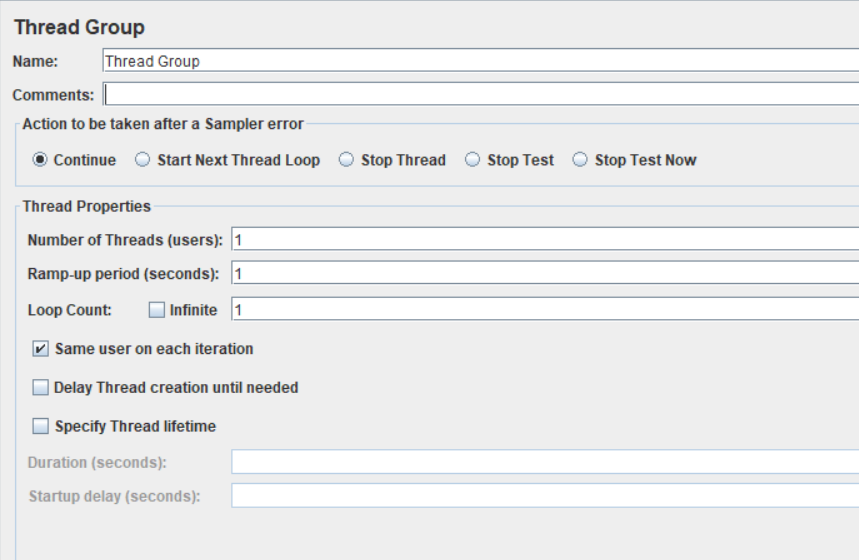 Thread Group
Name: Thread Group
Comments:
Action to be taken after a Sampler error
Continue Start Next Thread Loop Stop Thread Stop Test Stop Test Now
Thread Properties
Number of Threads (users): 1
Ramp-up period (seconds): 1
Loop Count: Infinite 1
Same user on each iteration
Delay Thread creation until needed
Specify Thread lifetime
Duration (seconds):
Startup delay (seconds):